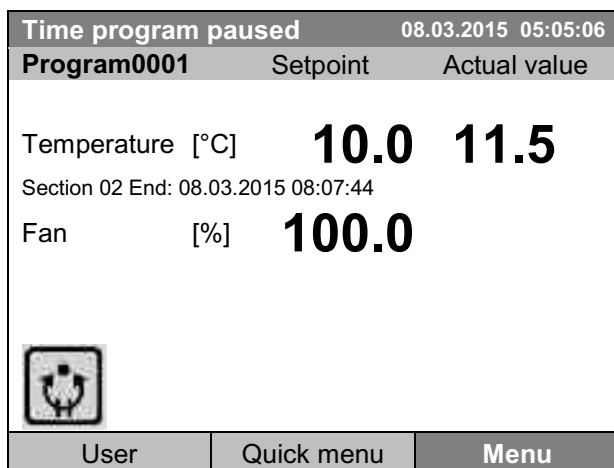 Time program paused 08.03.2015 05:05:06
Program0001 Setpoint Actual value
Temperature [°C] 10.0 11.5
Section 02 End: 08.03.2015 08:07:44
Fan [%] 100.0
User Quick menu Menu